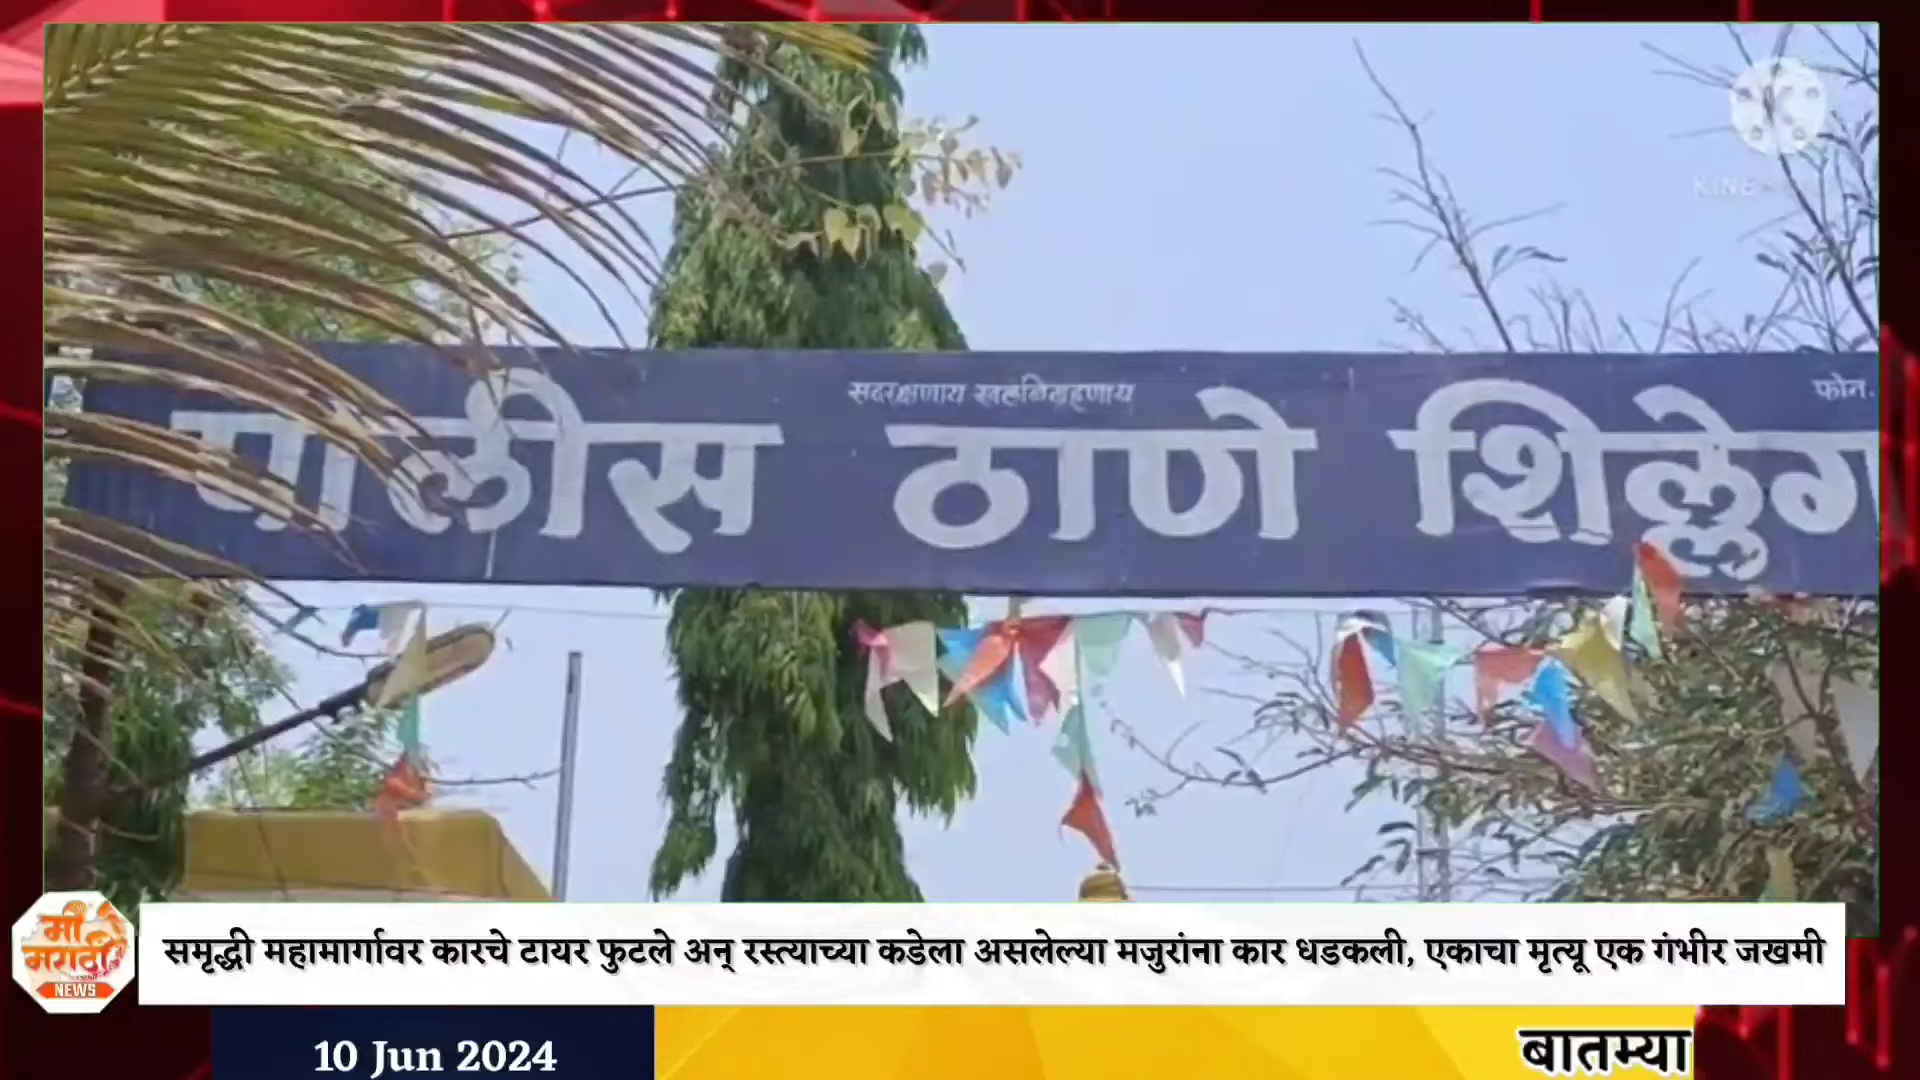 सदरक्षणाय खलनिग्रहणाय
फोन.
पोलीस ठाणे शिल्लेग
मी
मराठी
NEWS
समृद्धी महामार्गावर कारचे टायर फुटले अन् रस्त्याच्या कडेला असलेल्या मजुरांना कार धडकली, एकाचा मृत्यू एक गंभीर जखमी
10 Jun 2024
बातम्या